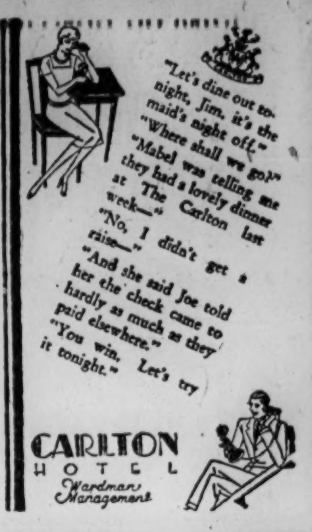 "Let's dine out to-
night, Jim, it's the
maid's night off."
"Where shall we go?"
"Mabel was telling me
they had a lovely dinner
at The Carlton last
week—"
"No, I didn't get a
raise—"
"And she said Joe told
her the check came to
hardly as much as they
paid elsewhere."
"You win. Let's try
it tonight."
CARLTON
HOTEL
Wardman
Management